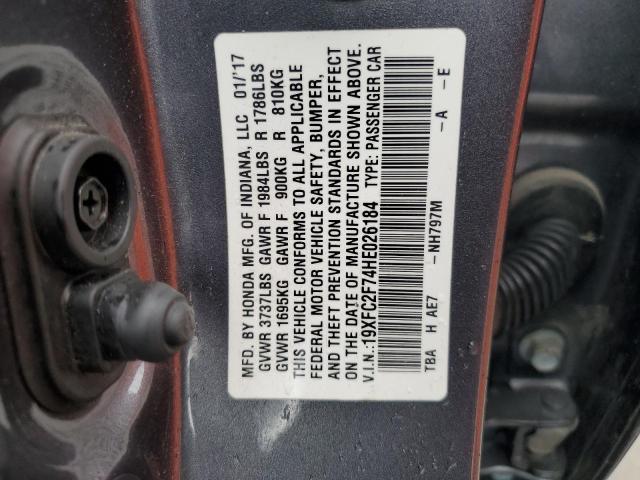 MFD. BY HONDA MFG. OF INDIANA, LLC 01/'17
GVWR 3737LBS GAWR F 1984LBS R 1786LBS
GVWR 1695KG GAWR F 900KG R 810KG
THIS VEHICLE CONFORMS TO ALL APPLICABLE
FEDERAL MOTOR VEHICLE SAFETY, BUMPER,
AND THEFT PREVENTION STANDARDS IN EFFECT
ON THE DATE OF MANUFACTURE SHOWN ABOVE.
V.I.N.:19XFC2F74HE026184 TYPE: PASSENGER CAR
TBA H AE7 -NH797M -A -E